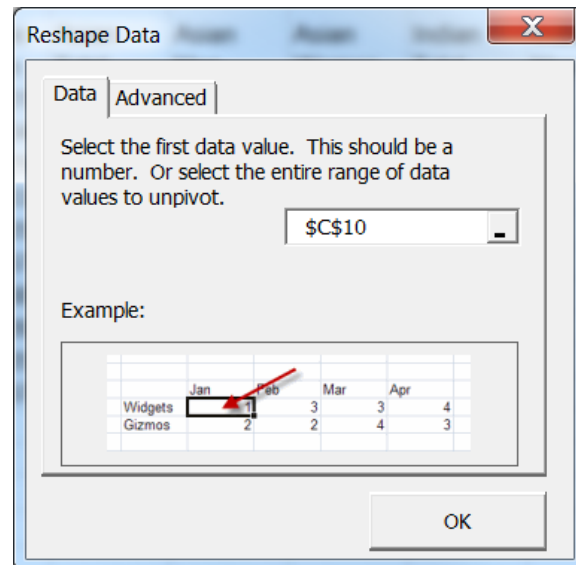 Reshape Data
Data Advanced
Select the first data value. This should be a
number. Or select the entire range of data
values to unpivot.
$C$10
Example:
Jan Feb Mar Apr
Widgets 1 3 3 4
Gizmos 2 2 4 3
OK